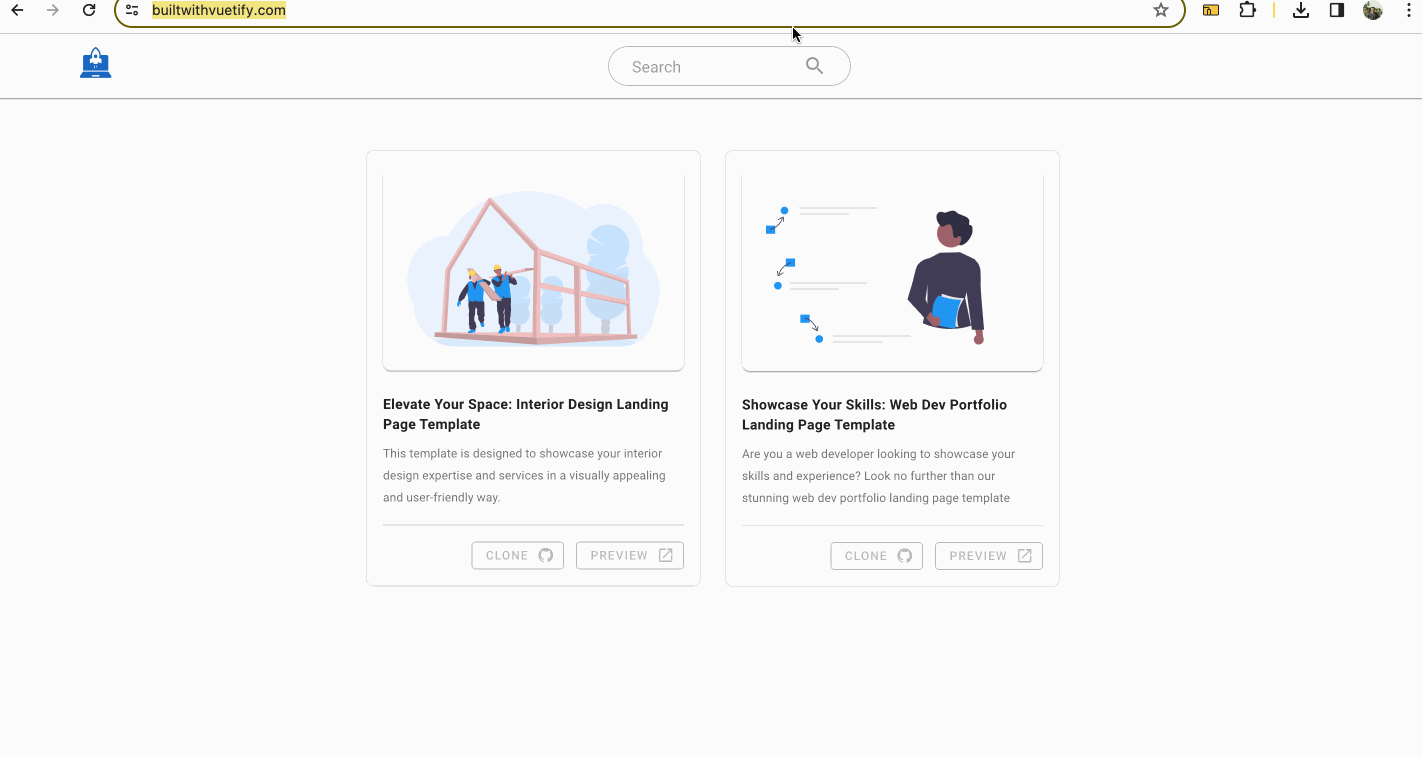 builtwithvuetify.com
Search
Elevate Your Space: Interior Design Landing
Page Template
This template is designed to showcase your interior
design expertise and services in a visually appealing
and user-friendly way.
CLONE
PREVIEW
Showcase Your Skills: Web Dev Portfolio
Landing Page Template
Are you a web developer looking to showcase your
skills and experience? Look no further than our
stunning web dev portfolio landing page template
CLONE
PREVIEW